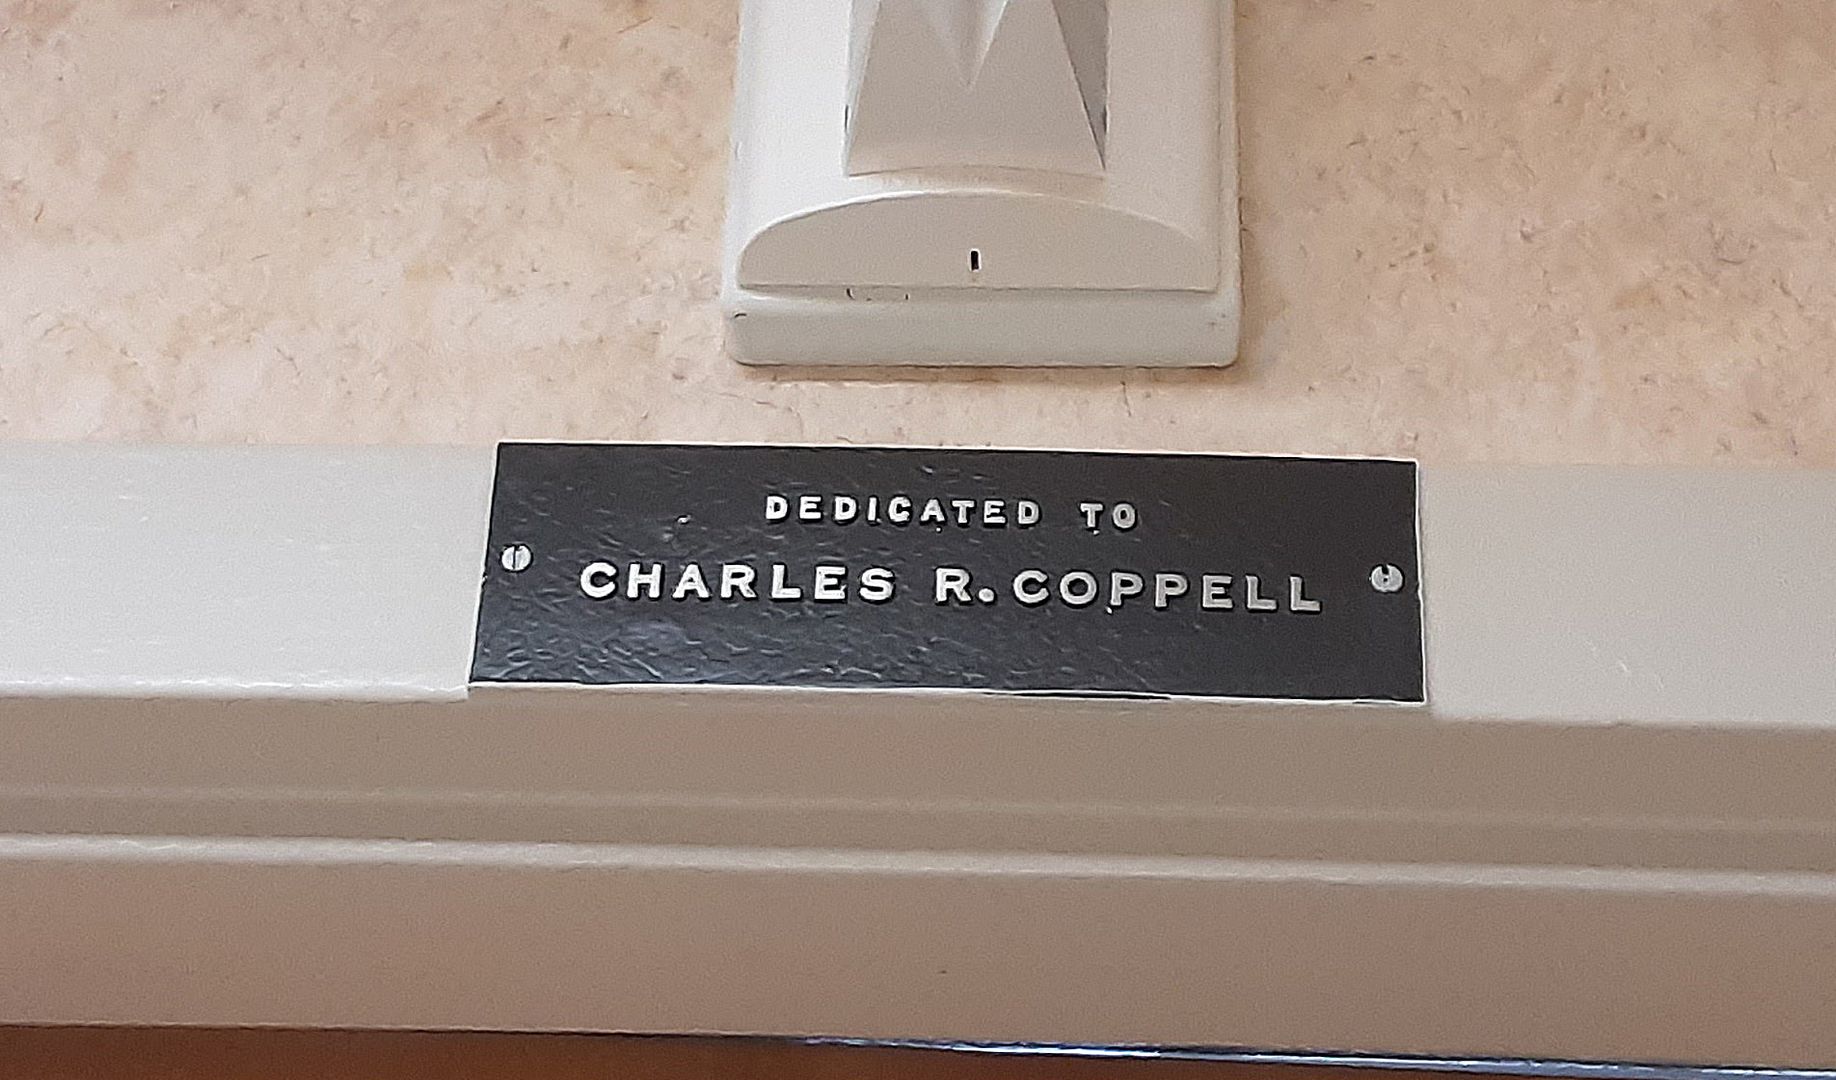 DEDICATED TO
CHARLES R. COPPELL